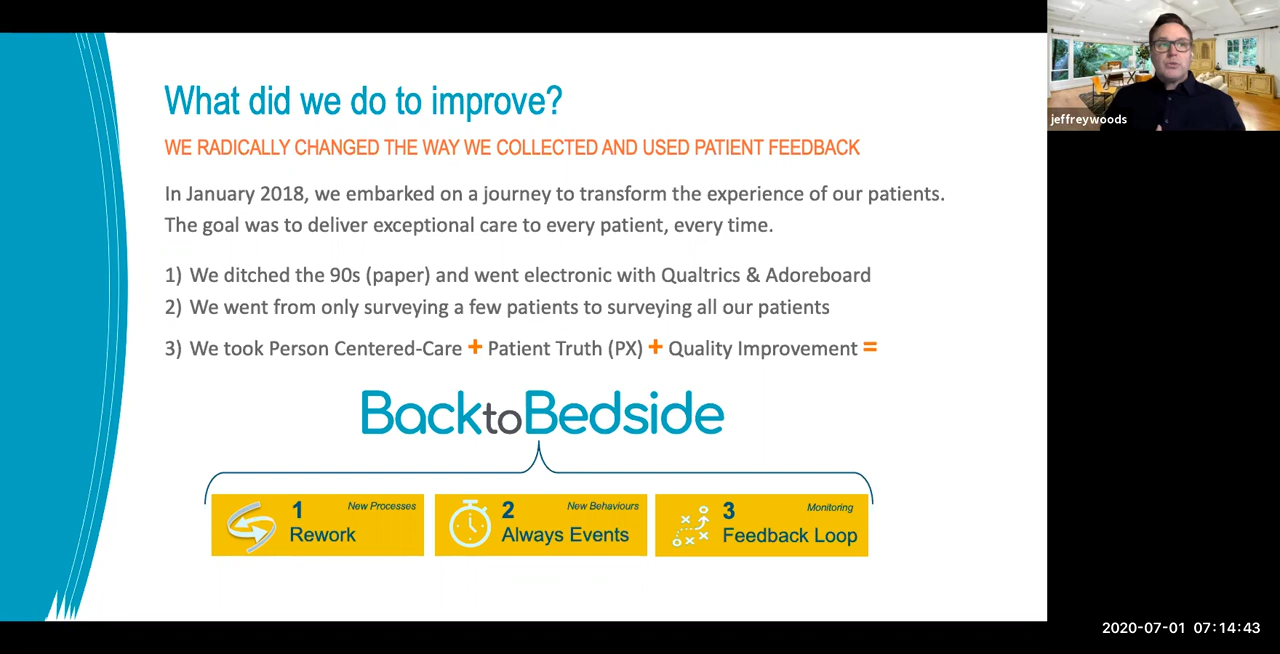 What did we do to improve?
WE RADICALLY CHANGED THE WAY WE COLLECTED AND USED PATIENT FEEDBACK
In January 2018, we embarked on a journey to transform the experience of our patients.
The goal was to deliver exceptional care to every patient, every time.
1) We ditched the 90s (paper) and went electronic with Qualtrics & Adoreboard
2) We went from only surveying a few patients to surveying all our patients
3) We took Person Centered-Care + Patient Truth (PX) + Quality Improvement =
BacktoBedside
1 New Processes
Rework
2 New Behaviours
Always Events
3 Monitoring
Feedback Loop
jeffreywoods
2020-07-01 07:14:43